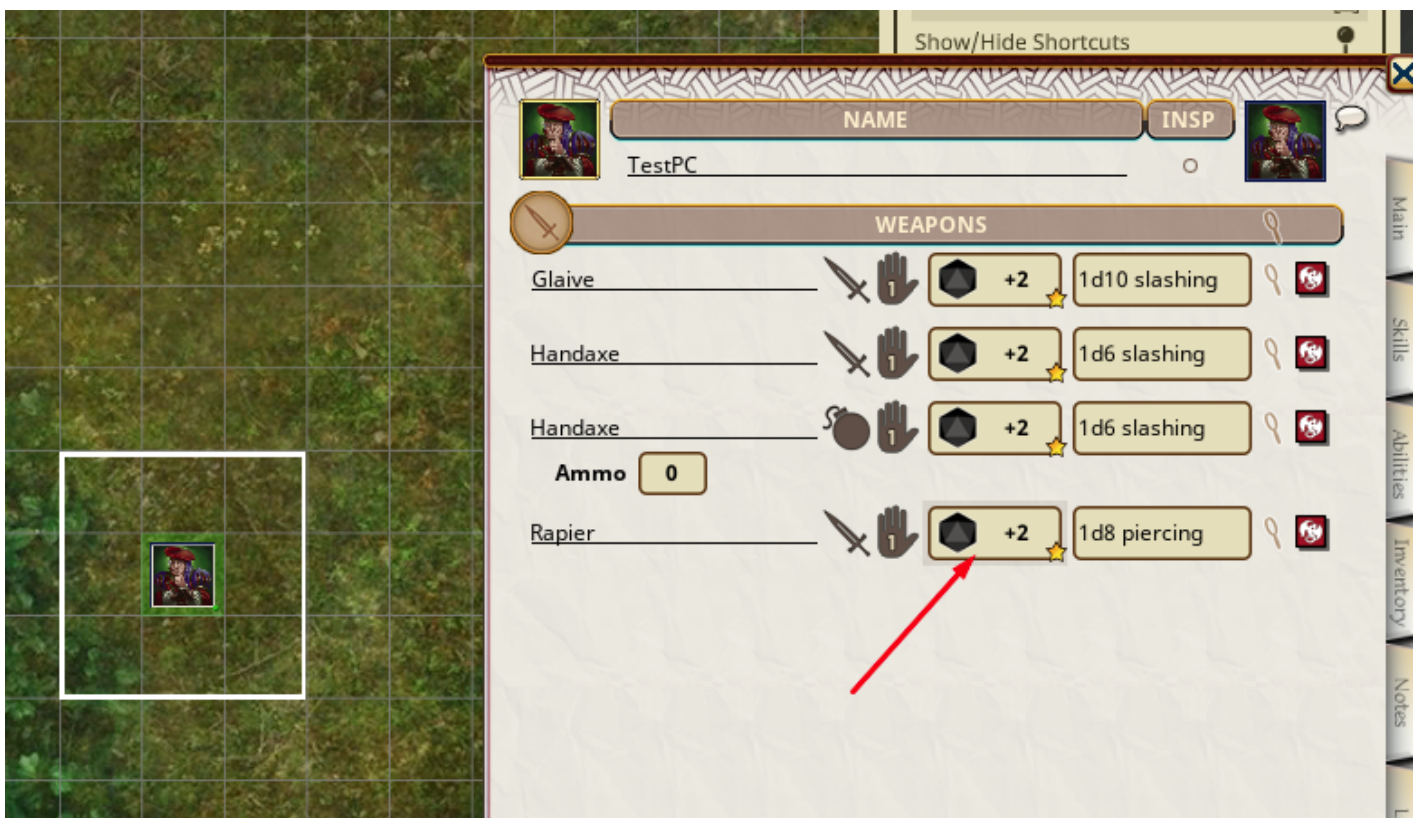 Show/Hide Shortcuts
NAME
INSP
TestPC
WEAPONS
Glaive 1 +2 1d10 slashing
Handaxe 1 +2 1d6 slashing
Handaxe 1 +2 1d6 slashing
Ammo 0
Rapier 1 +2 1d8 piercing
Main
Skills
Abilities
Inventory
Notes